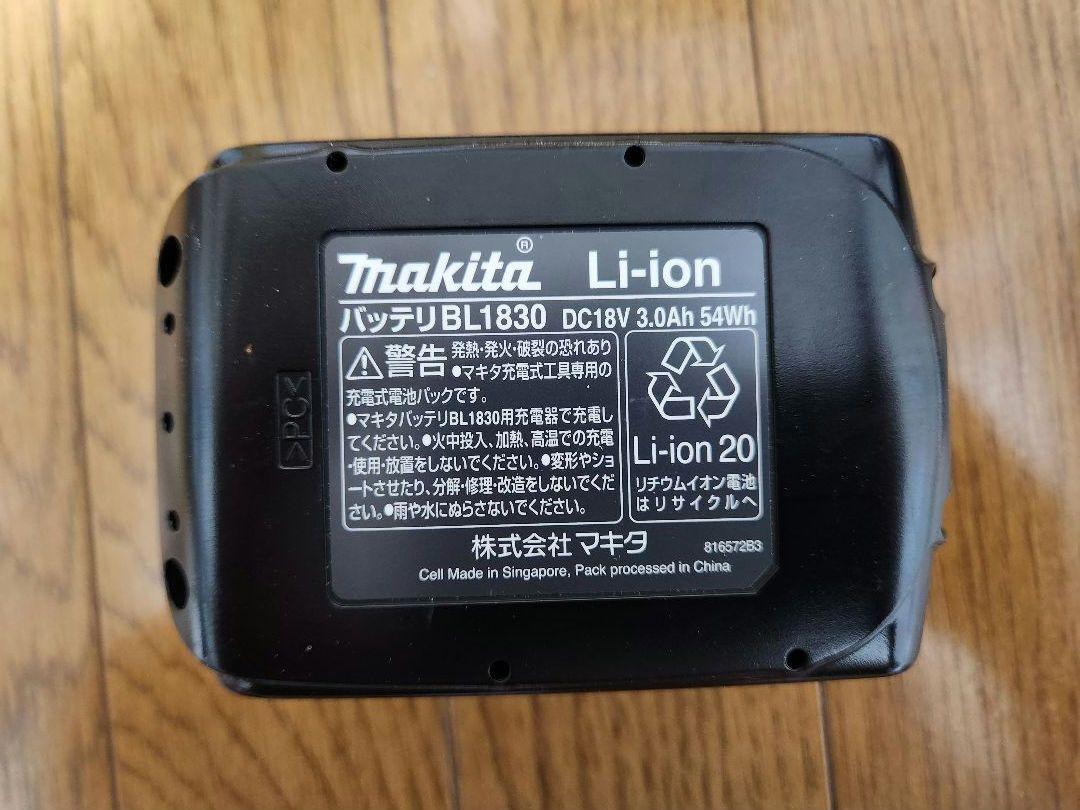 makita® Li-ion
バッテリBL1830 DC18V 3.0Ah 54Wh
警告 発熱・発火・破裂の恐れあり
●マキタ充電式工具専用の
充電式電池パックです。
●マキタバッテリBL1830用充電器で充電し
てください。●火中投入、加熱、高温での充電
・使用・放置をしないでください。●変形やショ
ートさせたり、分解・修理・改造をしないでくだ
さい。●雨や水にぬらさないでください。
Li-ion 20
リチウムイオン電池
はリサイクルへ
株式会社マキタ 816572B3
Cell Made in Singapore, Pack processed in China
>PC<